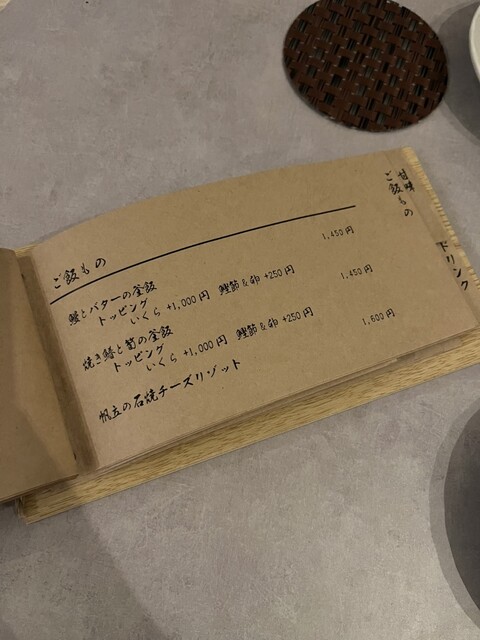 ご飯もの
とバターの釜飯 1,450円
トッピング
いくら +1,000円 鰹節&卵 +250円
焼き と筍の釜飯 1,450円
トッピング
いくら +1,000円 鰹節&卵 +250円
帆立の石焼チーズリゾット 1,600円
甘味
ご飯もの
ドリンク